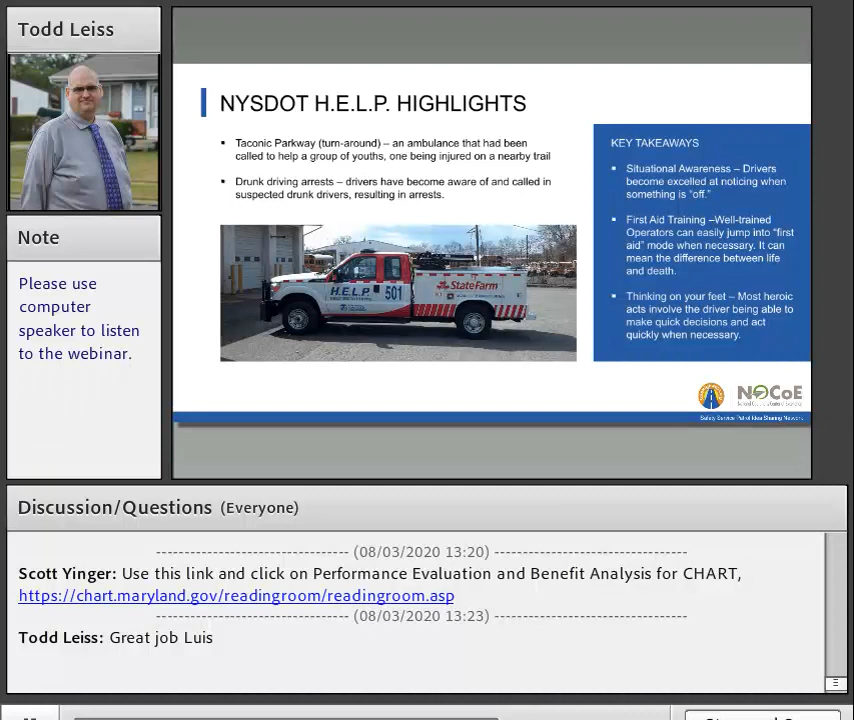 Todd Leiss
Note
Please use
computer
speaker to listen
to the webinar.
NYSDOT H.E.L.P. HIGHLIGHTS
▪ Taconic Parkway (turn-around) – an ambulance that had been
called to help a group of youths, one being injured on a nearby trail
▪ Drunk driving arrests – drivers have become aware of and called in
suspected drunk drivers, resulting in arrests.
H.E.L.P.
501
StateFarm
KEY TAKEAWAYS
▪ Situational Awareness – Drivers
become excelled at noticing when
something is “off.”
▪ First Aid Training –Well-trained
Operators can easily jump into “first
aid” mode when necessary. It can
mean the difference between life
and death.
▪ Thinking on your feet – Most heroic
acts involve the driver being able to
make quick decisions and act
quickly when necessary.
NOCoE
Safety Service Patrol Idea Sharing Network
Discussion/Questions (Everyone)
--------------------------------- (08/03/2020 13:20) ---------------------------------
Scott Yinger: Use this link and click on Performance Evaluation and Benefit Analysis for CHART,
https://chart.maryland.gov/readingroom/readingroom.asp
--------------------------------- (08/03/2020 13:23) ---------------------------------
Todd Leiss: Great job Luis